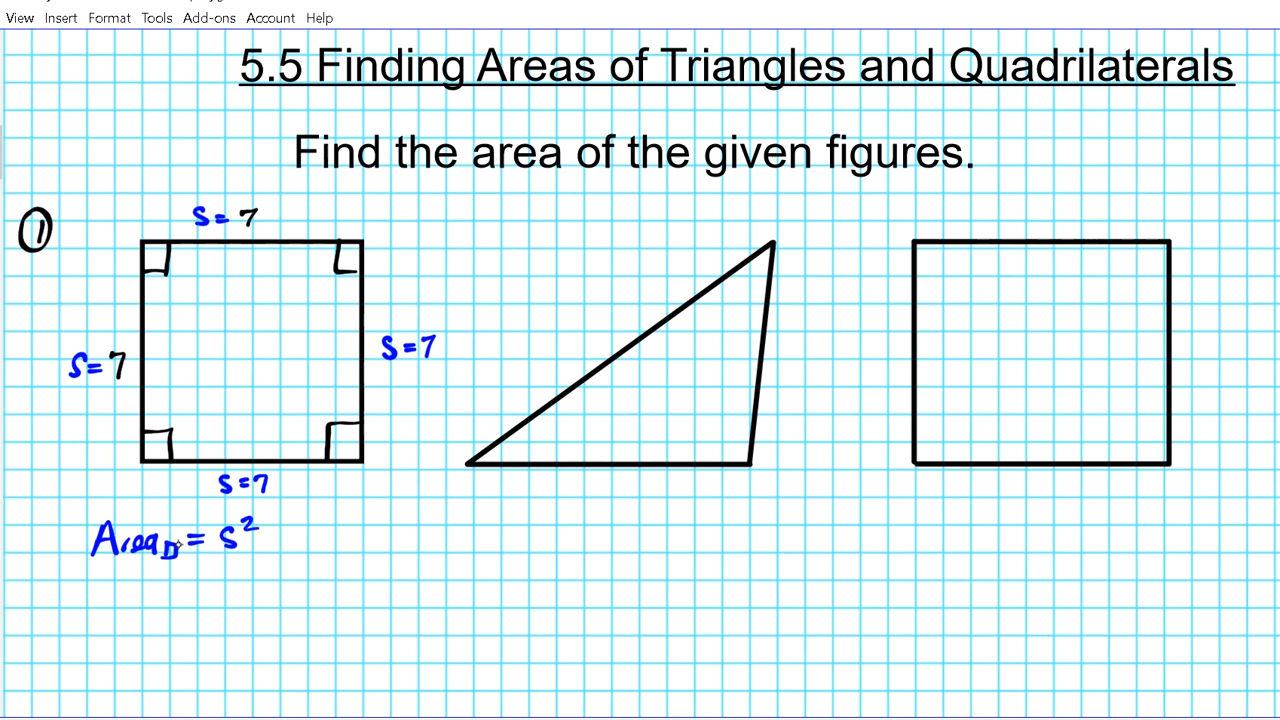 View Insert Format Tools Add-ons Account Help
5.5 Finding Areas of Triangles and Quadrilaterals
Find the area of the given figures.
①
S = 7
S = 7
S = 7
S = 7
Area□ = S²